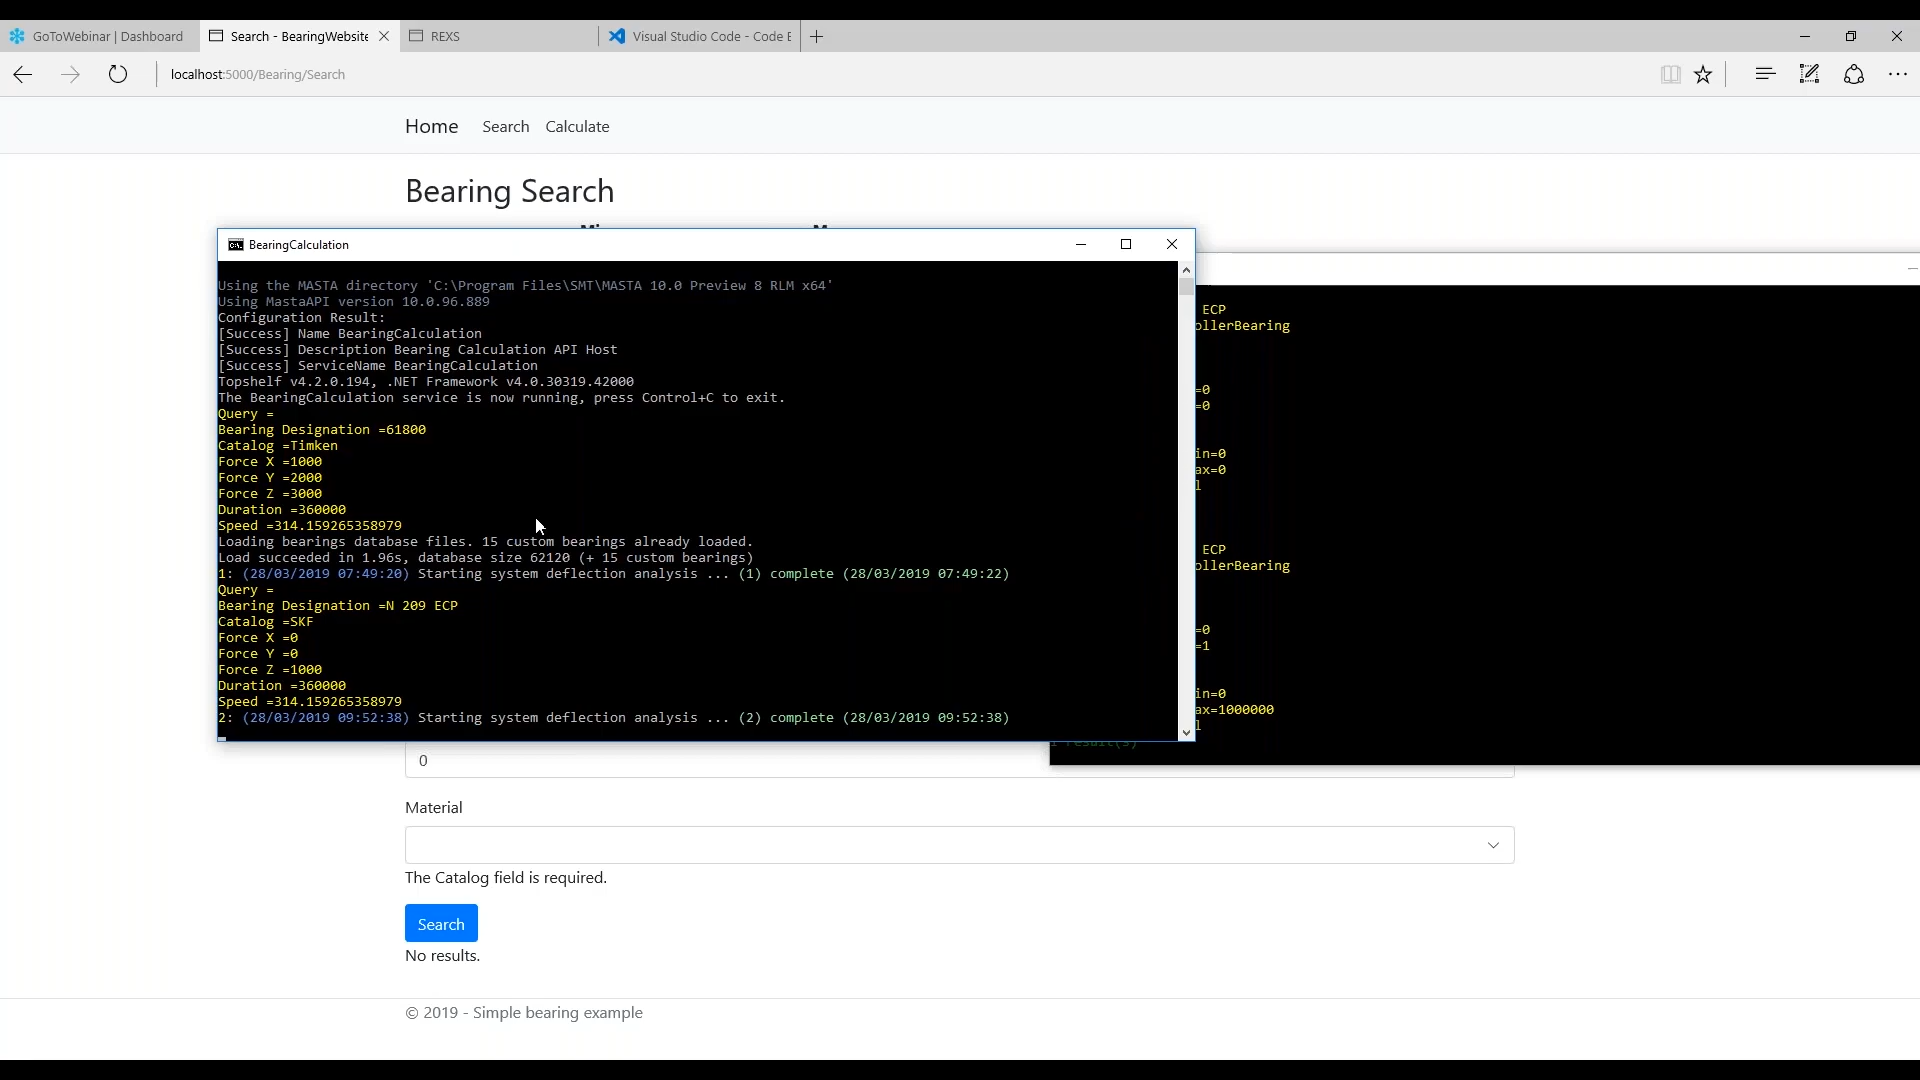 GoToWebinar | Dashboard
Search - BearingWebsite
REXS
Visual Studio Code - Code E
localhost:5000/Bearing/Search
Home
Search
Calculate
Bearing Search
BearingCalculation
Using the MASTA directory 'C:\Program Files\SMT\MASTA 10.0 Preview 8 RLM x64'
Using MastaAPI version 10.0.96.889
Configuration Result:
[Success] Name BearingCalculation
[Success] Description Bearing Calculation API Host
[Success] ServiceName BearingCalculation
Topshelf v4.2.0.194, .NET Framework v4.0.30319.42000
The BearingCalculation service is now running, press Control+C to exit.
Query =
Bearing Designation =61800
Catalog =Timken
Force X =1000
Force Y =2000
Force Z =3000
Duration =360000
Speed =314.159265358979
Loading bearings database files. 15 custom bearings already loaded.
Load succeeded in 1.96s, database size 62120 (+ 15 custom bearings)
1: (28/03/2019 07:49:20) Starting system deflection analysis ... (1) complete (28/03/2019 07:49:22)
Query =
Bearing Designation =N 209 ECP
Catalog =SKF
Force X =0
Force Y =0
Force Z =1000
Duration =360000
Speed =314.159265358979
2: (28/03/2019 09:52:38) Starting system deflection analysis ... (2) complete (28/03/2019 09:52:38)
ECP
ollerBearing
=0
=0
in=0
ax=0
l
ECP
ollerBearing
=0
=1
in=0
ax=1000000
l
0
Material
The Catalog field is required.
Search
No results.
© 2019 - Simple bearing example